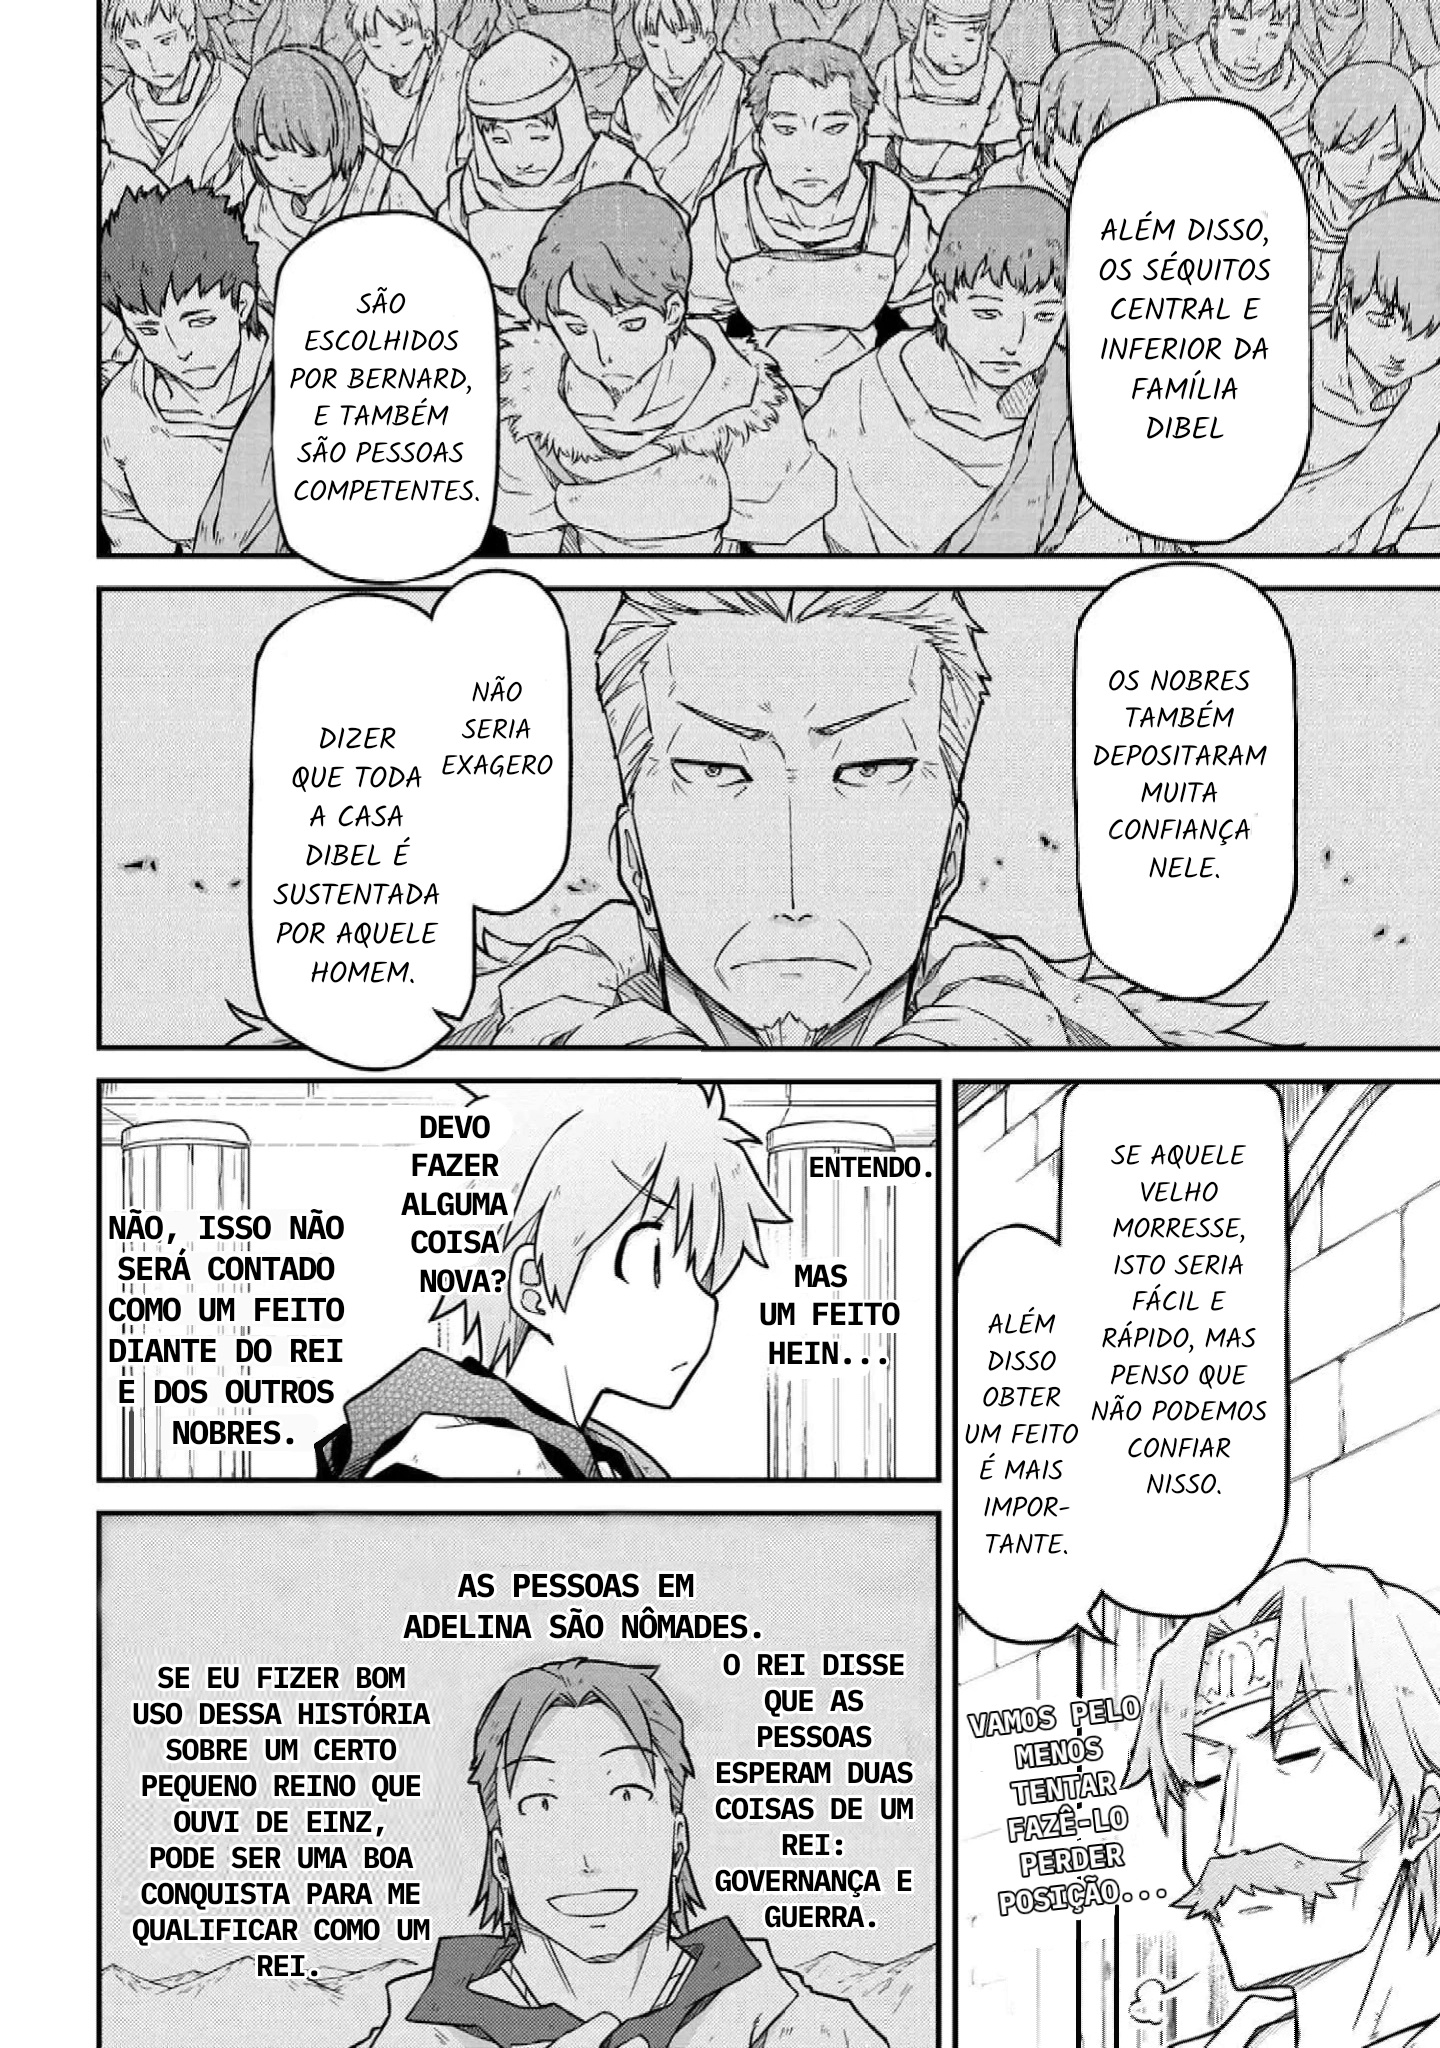 ALÉM DISSO,
OS SÉQUITOS
CENTRAL E
INFERIOR DA
FAMÍLIA
DIBEL
SÃO
ESCOLHIDOS
POR BERNARD,
E TAMBÉM
SÃO PESSOAS
COMPETENTES.
OS NOBRES
TAMBÉM
DEPOSITARAM
MUITA
CONFIANÇA
NELE.
NÃO
SERIA
EXAGERO
DIZER
QUE TODA
A CASA
DIBEL É
SUSTENTADA
POR AQUELE
HOMEM.
SE AQUELE
VELHO
MORRESSE,
ISTO SERIA
FÁCIL E
RÁPIDO, MAS
PENSO QUE
NÃO PODEMOS
CONFIAR
NISSO.
ALÉM
DISSO
OBTER
UM FEITO
É MAIS
IMPOR-
TANTE.
VAMOS PELO
MENOS
TENTAR
FAZÊ-LO
PERDER
POSIÇÃO...
ENTENDO.
MAS
UM FEITO
HEIN...
DEVO
FAZER
ALGUMA
COISA
NOVA?
NÃO, ISSO NÃO
SERÁ CONTADO
COMO UM FEITO
DIANTE DO REI
E DOS OUTROS
NOBRES.
AS PESSOAS EM
ADELINA SÃO NÔMADES.
O REI DISSE
QUE AS
PESSOAS
ESPERAM DUAS
COISAS DE UM
REI:
GOVERNANÇA E
GUERRA.
SE EU FIZER BOM
USO DESSA HISTÓRIA
SOBRE UM CERTO
PEQUENO REINO QUE
OUVI DE EINZ,
PODE SER UMA BOA
CONQUISTA PARA ME
QUALIFICAR COMO UM
REI.